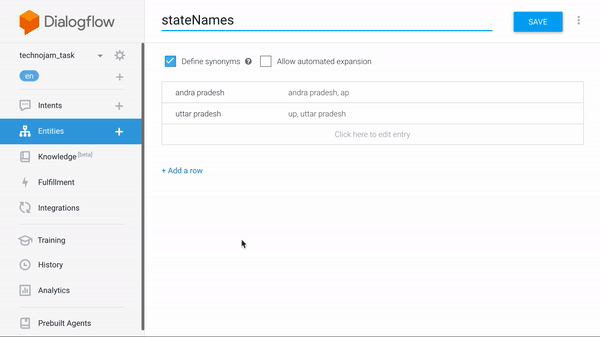 Dialogflow
stateNames
SAVE
technojam_task
en
Define synonyms
Allow automated expansion
Intents
andra pradesh
andra pradesh, ap
uttar pradesh
up, uttar pradesh
Entities
Click here to edit entry
Knowledge [beta]
+ Add a row
Fulfillment
Integrations
Training
History
Analytics
Prebuilt Agents